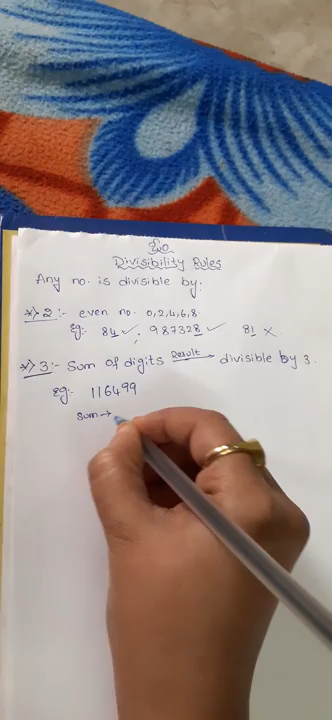 Divisibility Rules
Any no. is divisible by:
*) 2 :- even no. 0,2,4,6,8.
Eg:- 84 ✓ ; 987328 ✓ 81 ×.
*) 3 :- Sum of digits Result → divisible by 3.
Eg:- 116499
Sum →